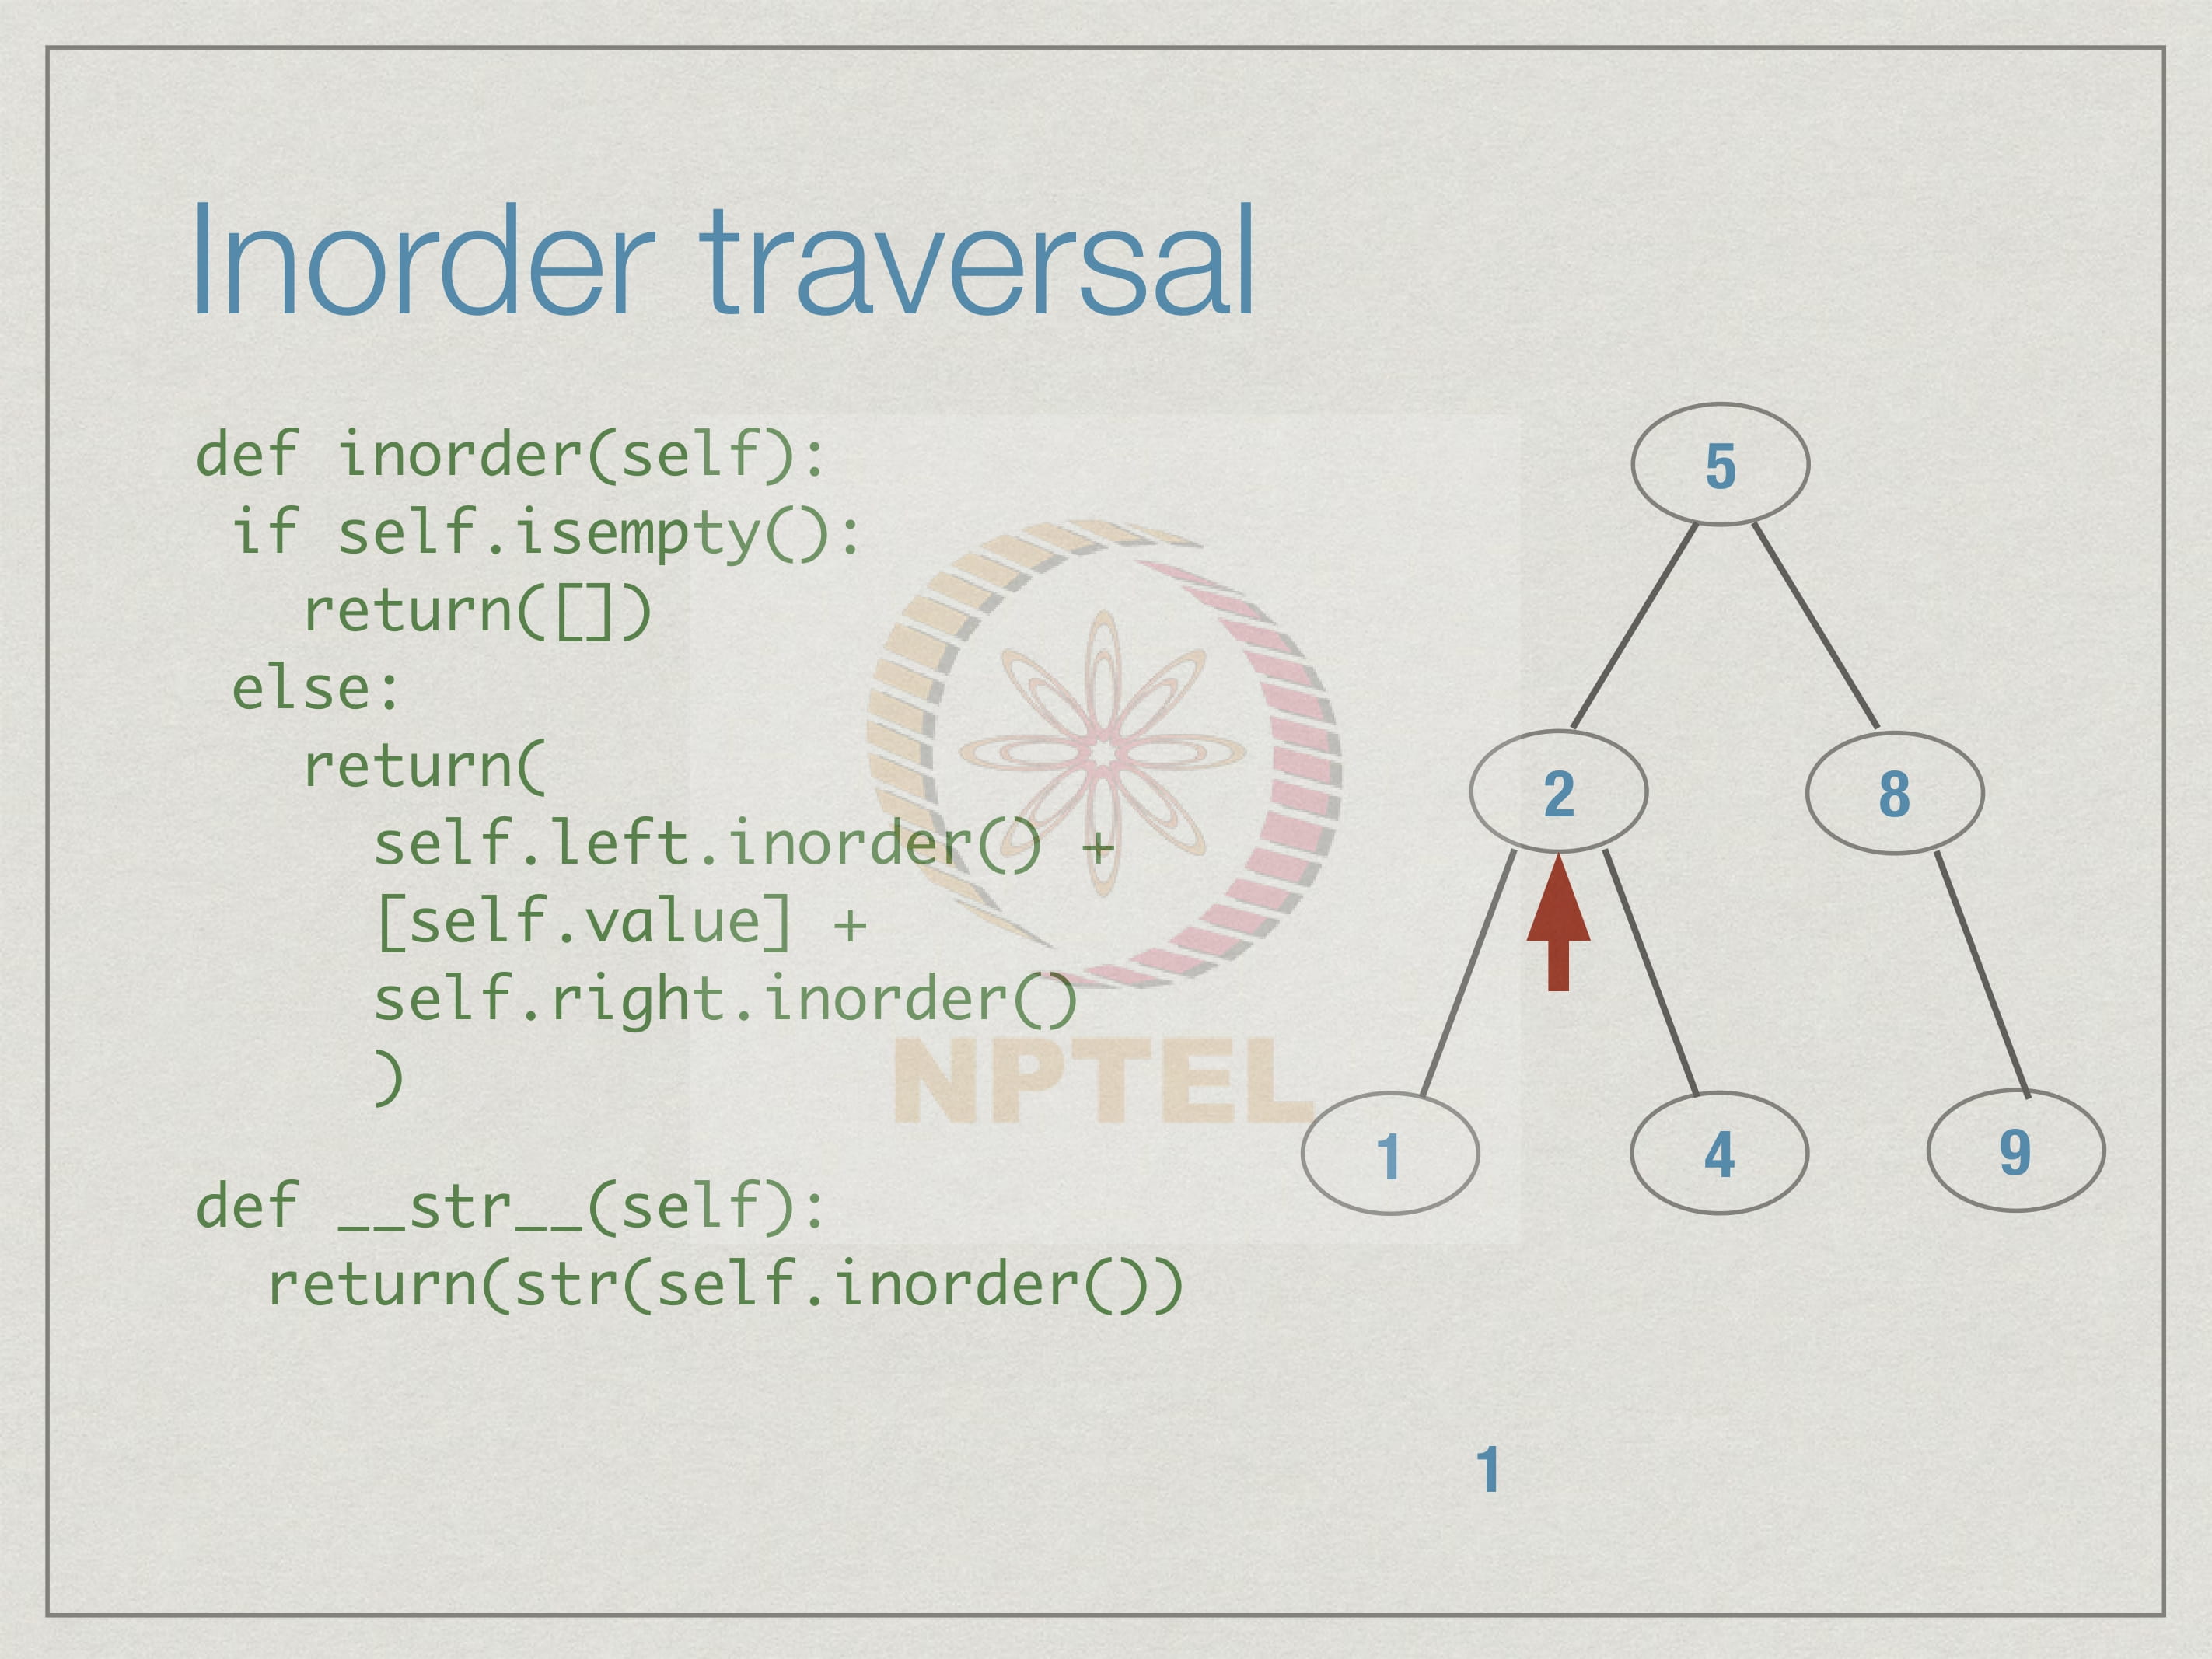 Inorder traversal
def inorder(self):
 if self.isempty():
   return([])
 else:
   return(
     self.left.inorder() +
     [self.value] +
     self.right.inorder()
     )
def __str__(self):
  return(str(self.inorder())
5
2 8
1 4 9
1
NPTEL